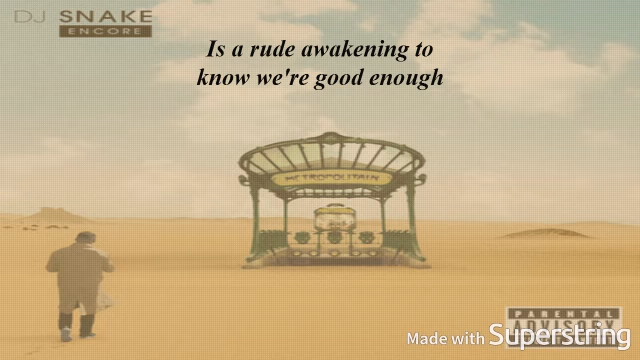 DJ SNAKE
ENCORE
Is a rude awakening to
know we're good enough
METROPOLITAIN
PARENTAL
ADVISORY
Made with Superstring